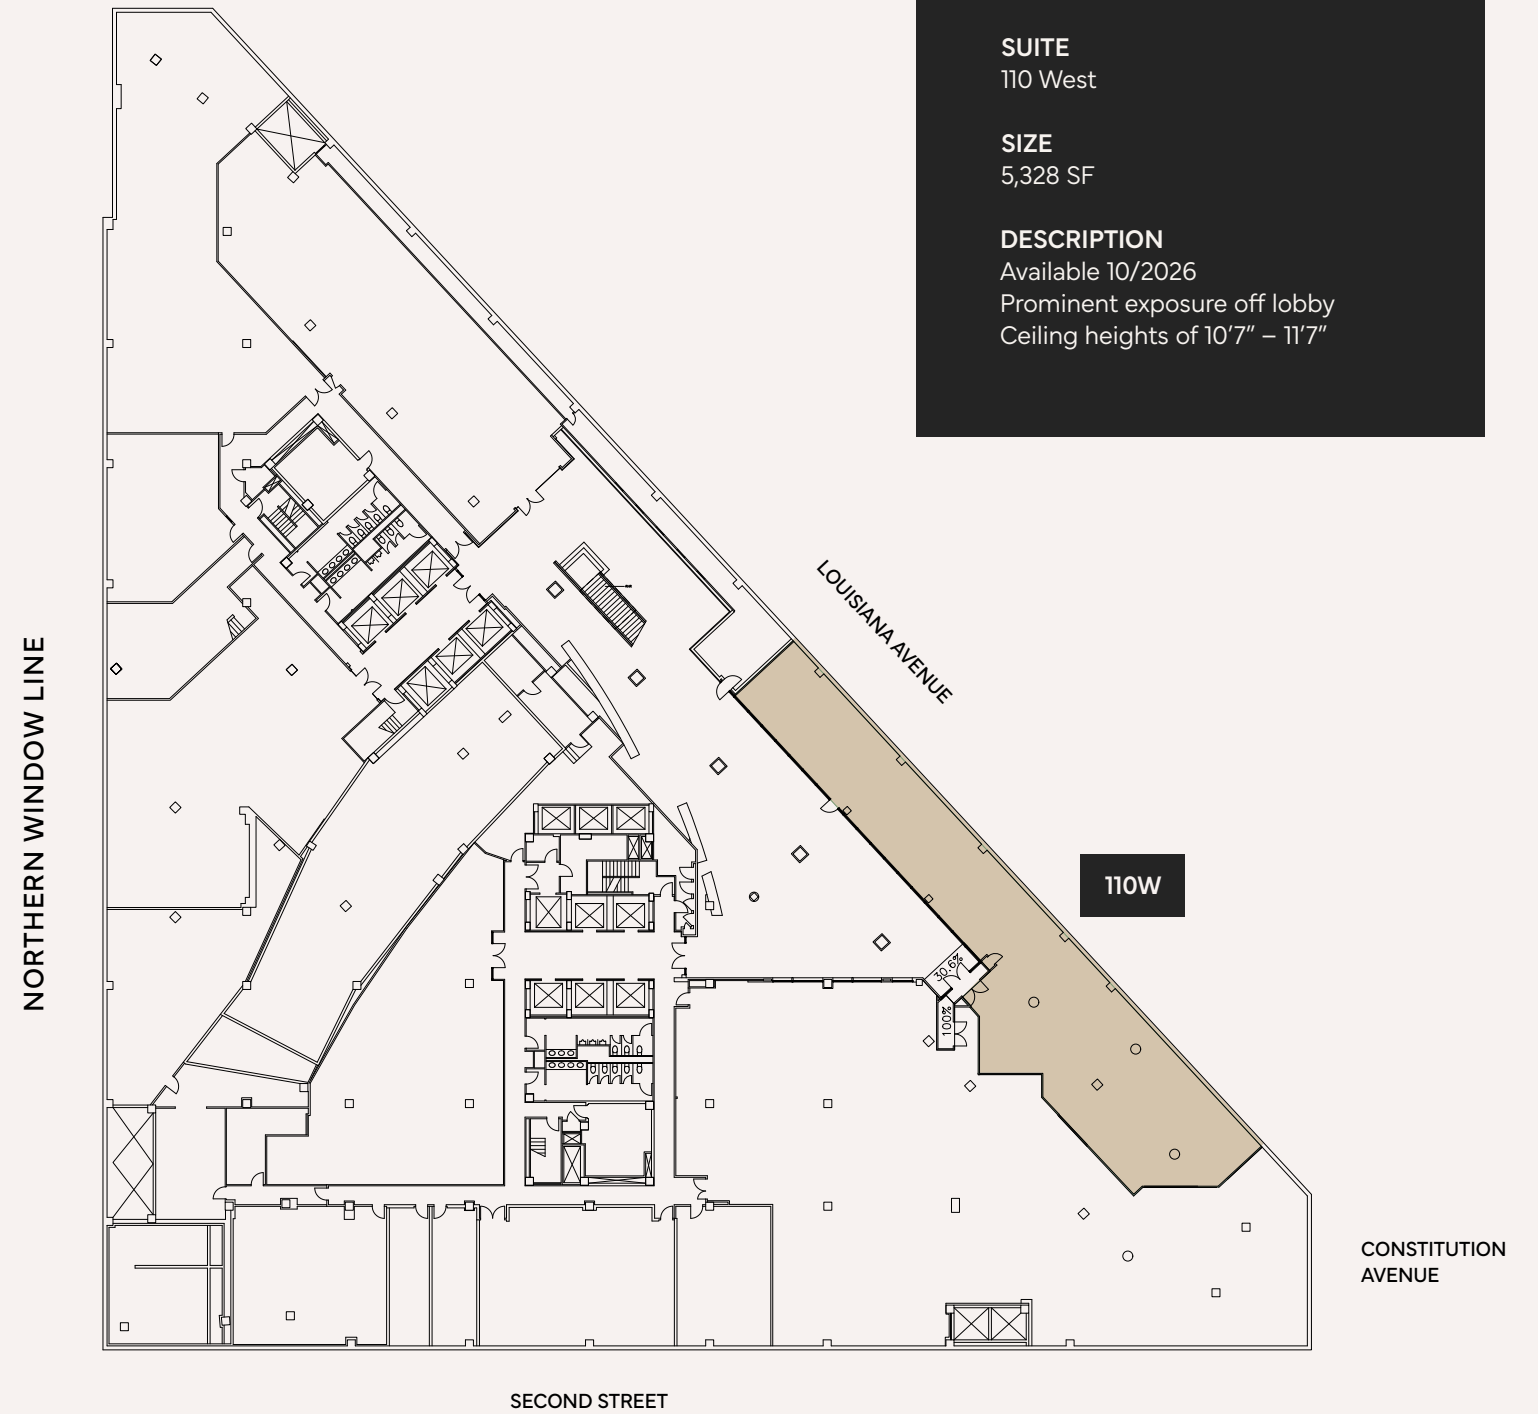 SUITE
110 West
SIZE
5,328 SF
DESCRIPTION
Available 10/2026
Prominent exposure off lobby
Ceiling heights of 10’7” – 11’7”
LOUISIANA AVENUE
NORTHERN WINDOW LINE
110W
30.6%
100%
CONSTITUTION
AVENUE
SECOND STREET